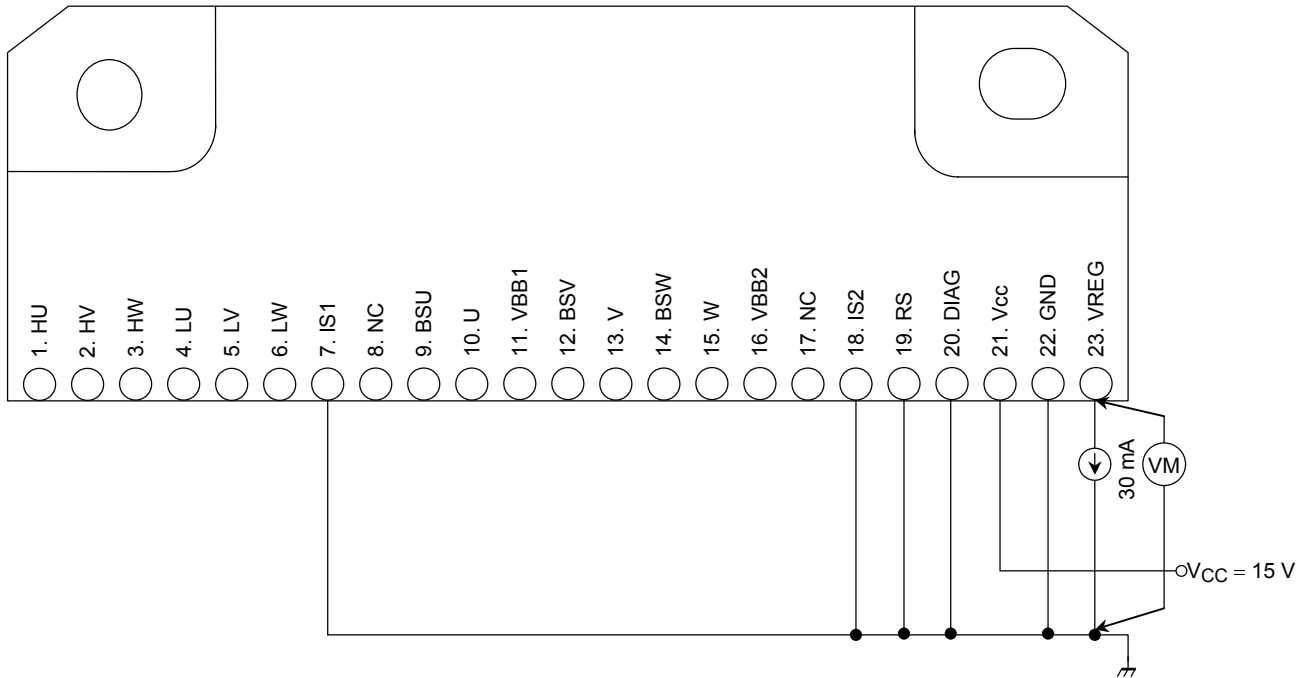 1. HU
2. HV
3. HW
4. LU
5. LV
6. LW
7. IS1
8. NC
9. BSU
10. U
11. VBB1
12. BSV
13. V
14. BSW
15. W
16. VBB2
17. NC
18. IS2
19. RS
20. DIAG
21. Vcc
22. GND
23. VREG
30 mA
VM
VCC = 15 V